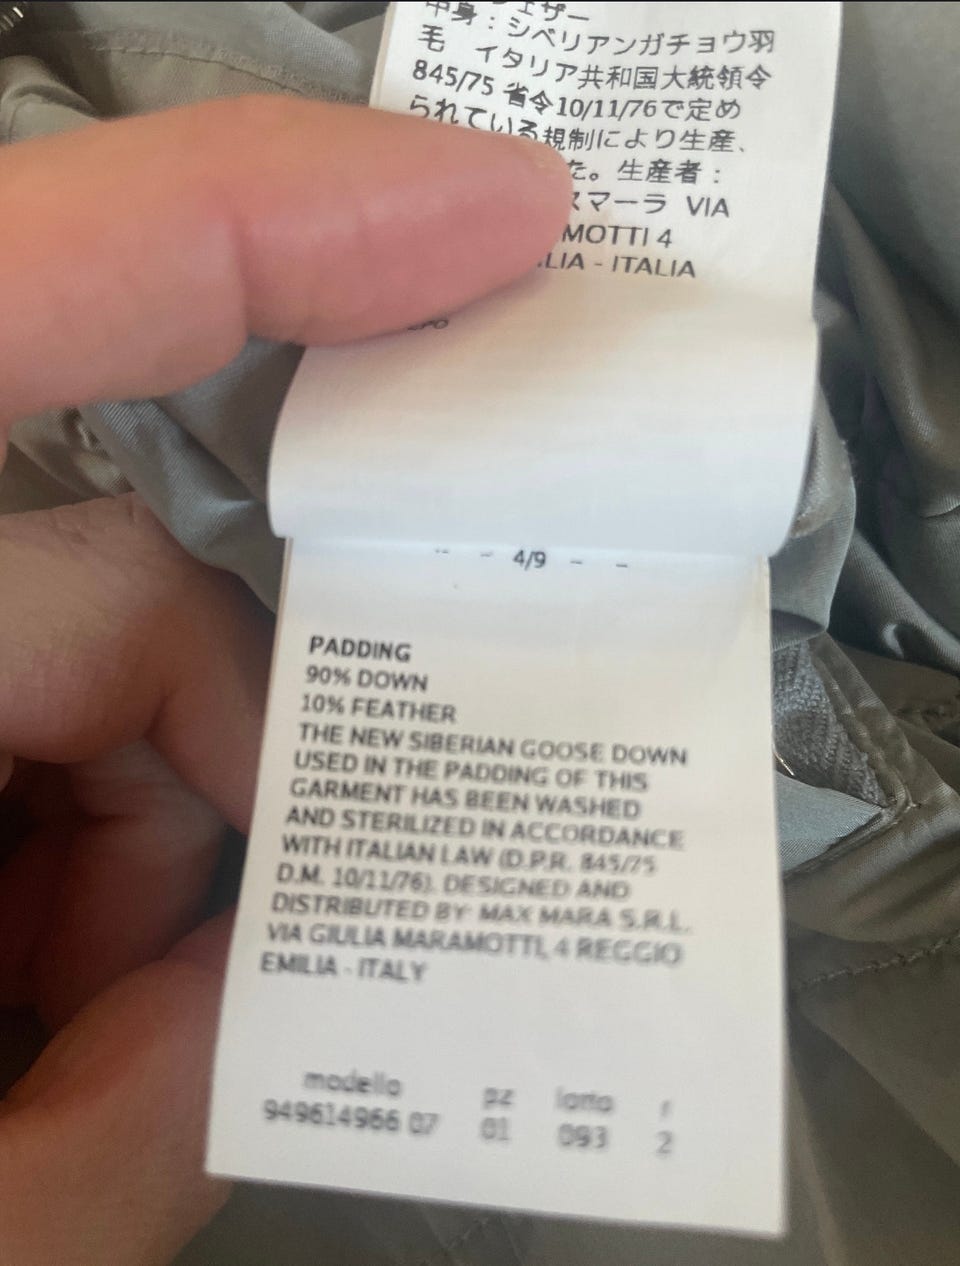 中身：シベリアンガチョウ羽
毛 イタリア共和国大統領令
845/75 省令10/11/76で定め
られている規制により生産、
た。生産者：
スマーラ VIA
MOTTI 4
LIA - ITALIA
4/9
PADDING
90% DOWN
10% FEATHER
THE NEW SIBERIAN GOOSE DOWN
USED IN THE PADDING OF THIS
GARMENT HAS BEEN WASHED
AND STERILIZED IN ACCORDANCE
WITH ITALIAN LAW (D.P.R. 845/75
D.M. 10/11/76). DESIGNED AND
DISTRIBUTED BY: MAX MARA S.R.L.
VIA GIULIA MARAMOTTI, 4 REGGIO
EMILIA - ITALY
modello pz lotto r
949614966 07 01 093 2